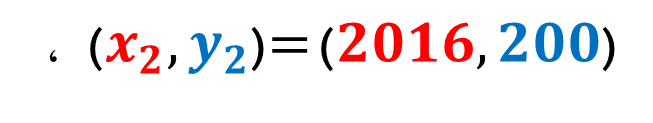 ، (x₂, y₂)=(2016, 200)